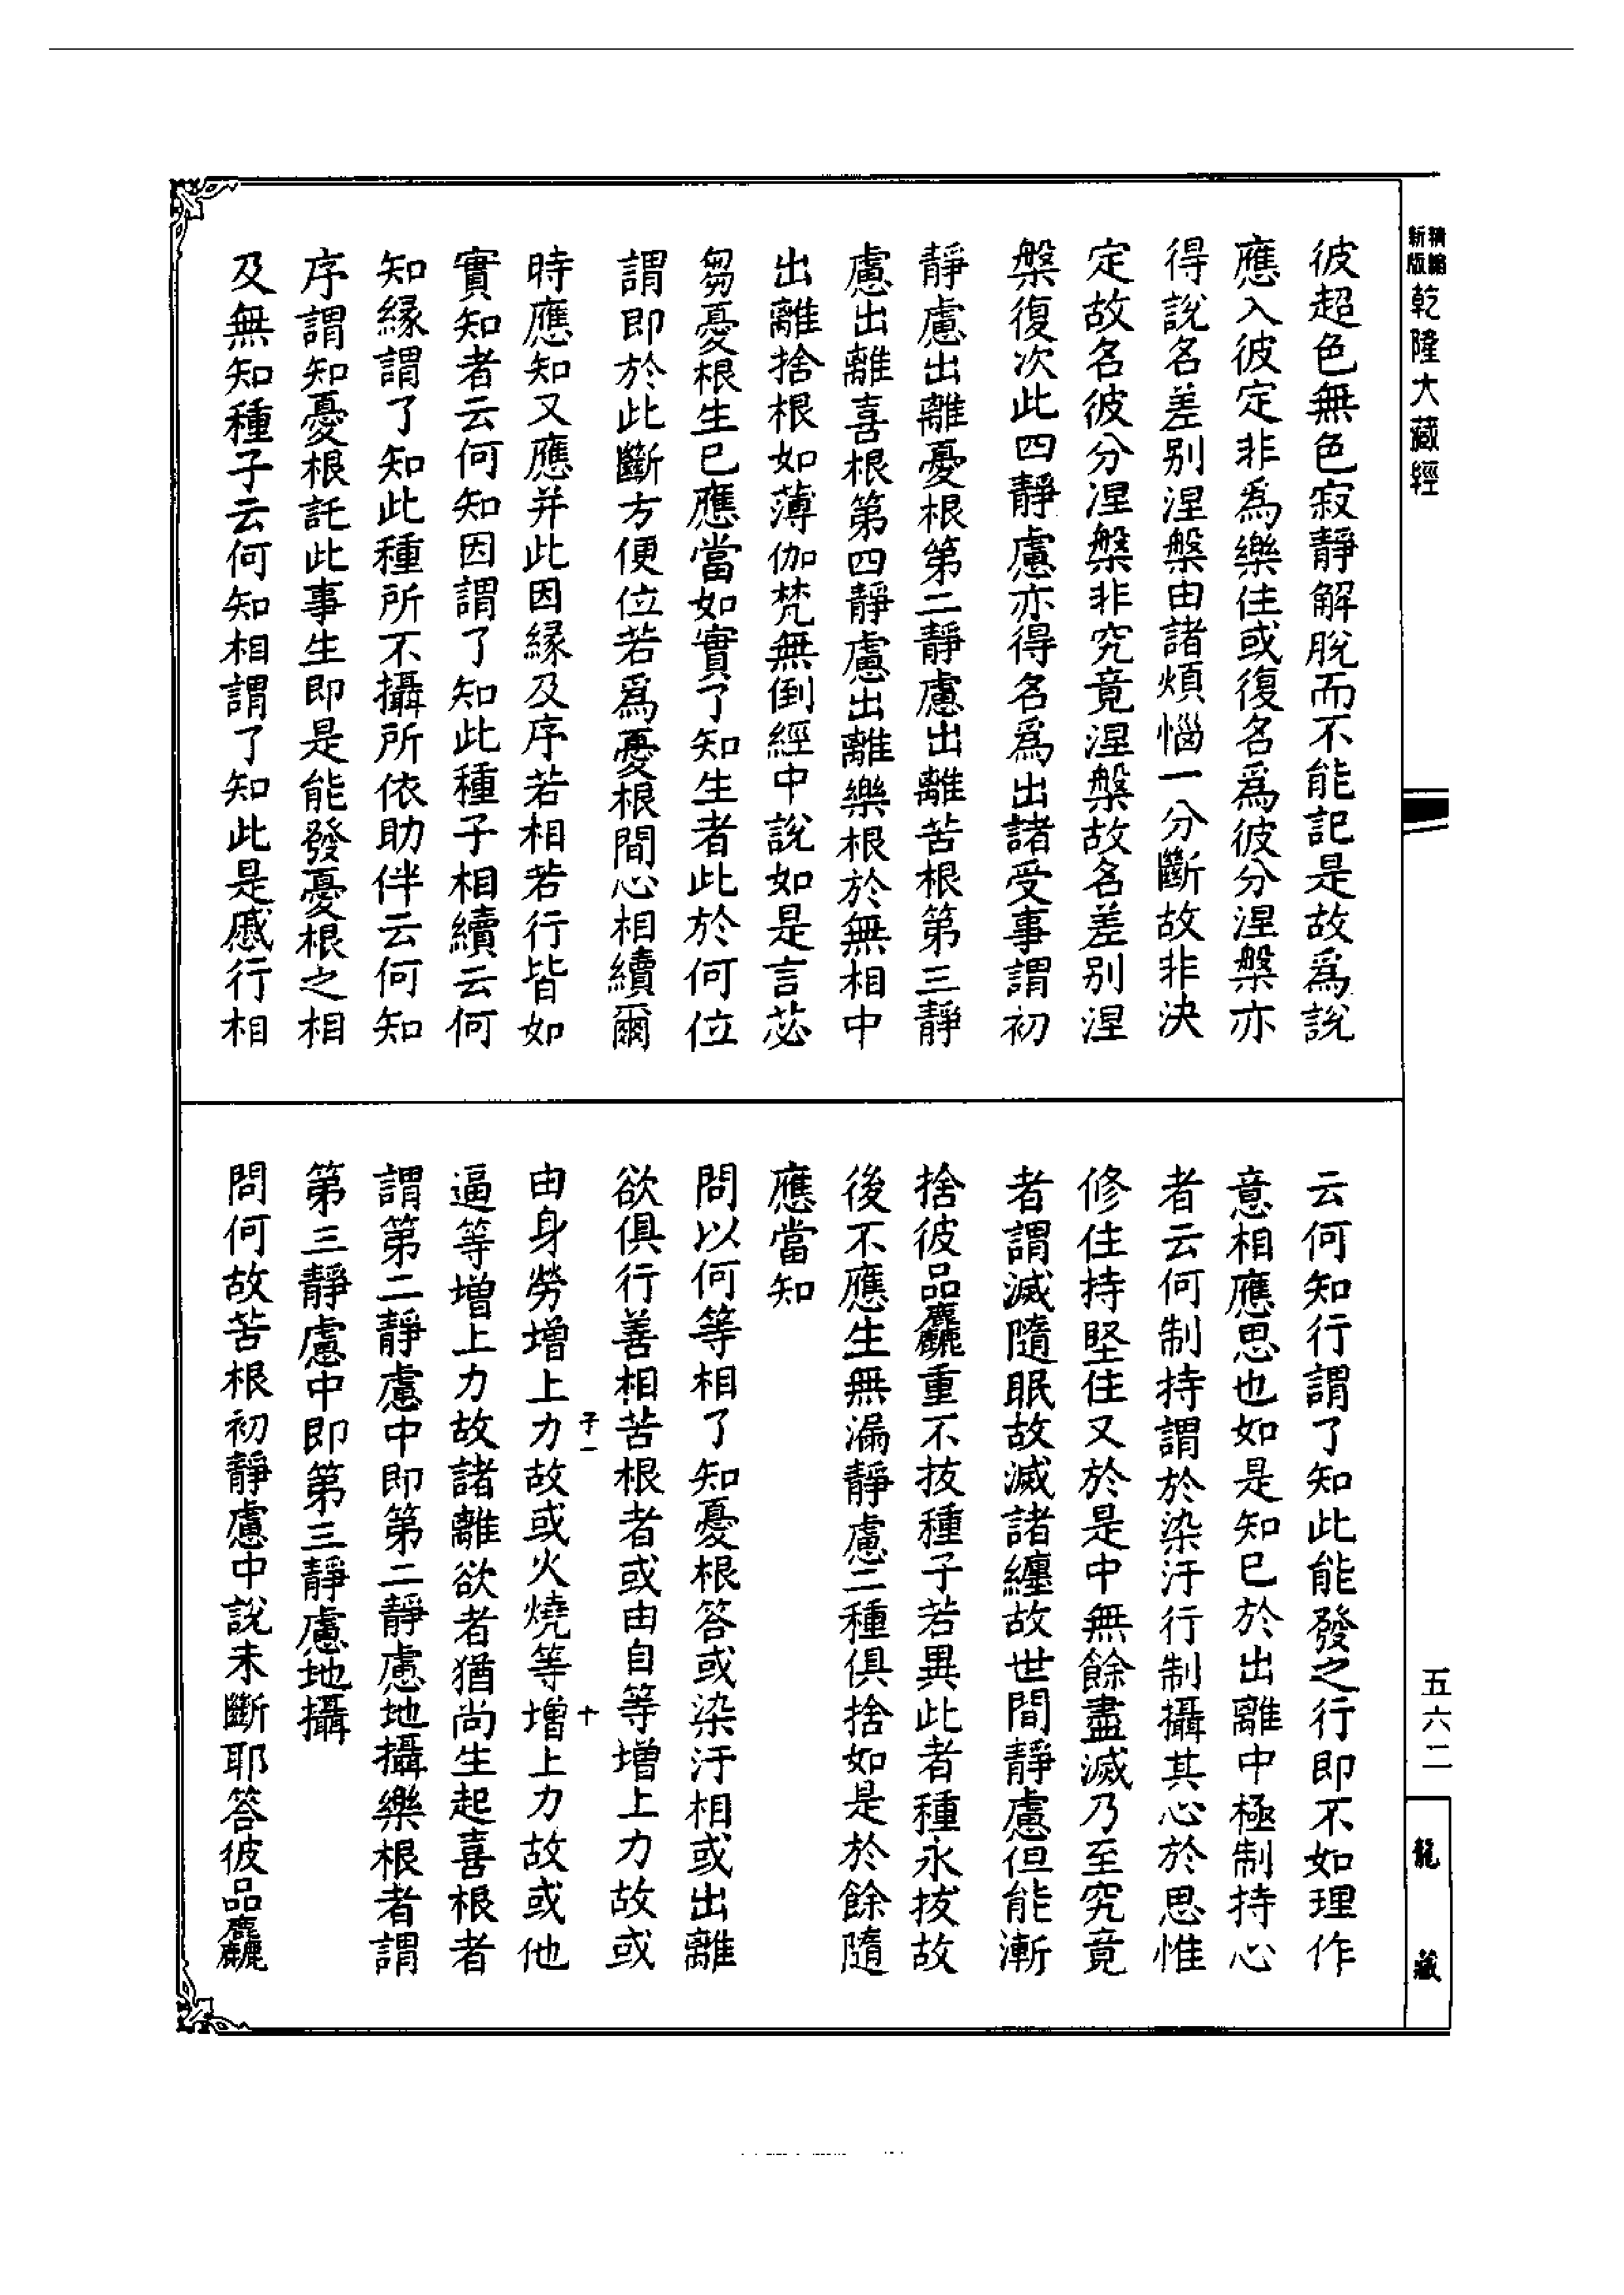 新版
精縮
乾隆大藏經
彼超色無色寂靜解脫而不能記是故爲說
應入彼定非爲樂住或復名爲彼分涅槃亦
得說名差别涅槃由諸煩惱一分斷故非決
定故名彼分涅槃非究竟涅槃故名差别涅
槃復次此四靜慮亦得名爲出諸受事謂初
靜慮出離憂根第二靜慮出離苦根第三靜
慮出離喜根第四靜慮出離樂根於無相中
出離捨根如薄伽梵無倒經中說如是言苾
芻憂根生已應當如實了知生者此於何位
謂即於此斷方便位若爲憂根間心相續爾
時應知又應并此因緣及序若相若行皆如
實知者云何知因謂了知此種子相續云何
知緣謂了知此種所不攝所依助伴云何知
序謂知憂根託此事生即是能發憂根之相
及無知種子云何知相謂了知此是慼行相
云何知行謂了知此能發之行即不如理作
意相應思也如是知已於出離中極制持心
者云何制持謂於染汙行制攝其心於思惟
修住持堅住又於是中無餘盡滅乃至究竟
者謂滅隨眠故滅諸纏故世間靜慮但能漸
捨彼品麤重不拔種子若異此者種永拔故
後不應生無漏靜慮二種俱捨如是於餘隨
應當知
問以何等相了知憂根答或染汙相或出離
欲俱行善相苦根者或由自等增上力故或
由身勞增上力故或火燒等增上力故或他
子一
十
逼等增上力故諸離欲者猶尚生起喜根者
謂第二靜慮中即第二靜慮地攝樂根者謂
第三靜慮中即第三靜慮地攝
問何故苦根初靜慮中說未斷耶答彼品麤
五六二
龍藏